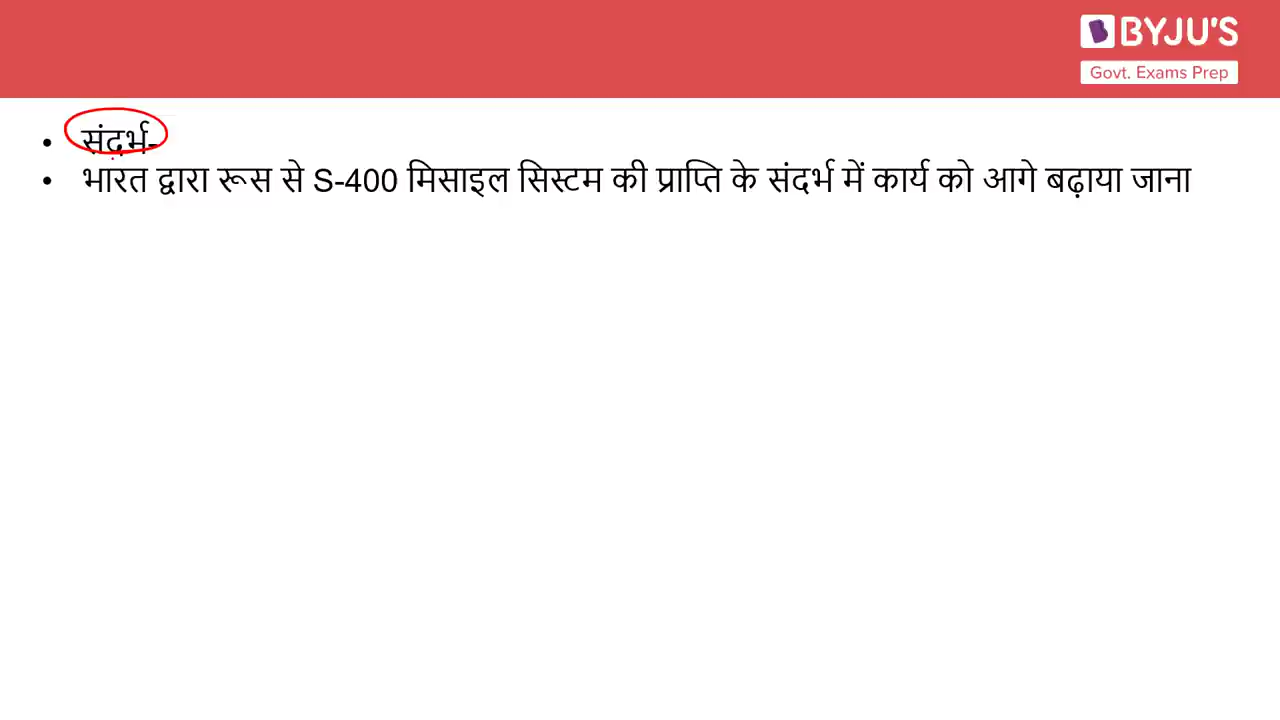 BYJU'S
Govt. Exams Prep
• संदर्भ-
• भारत द्वारा रूस से S-400 मिसाइल सिस्टम की प्राप्ति के संदर्भ में कार्य को आगे बढ़ाया जाना